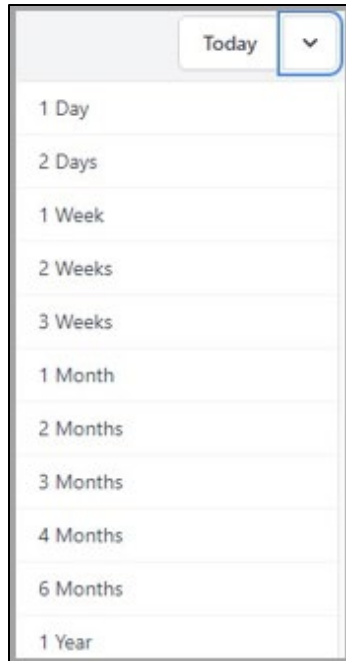 Today
1 Day
2 Days
1 Week
2 Weeks
3 Weeks
1 Month
2 Months
3 Months
4 Months
6 Months
1 Year